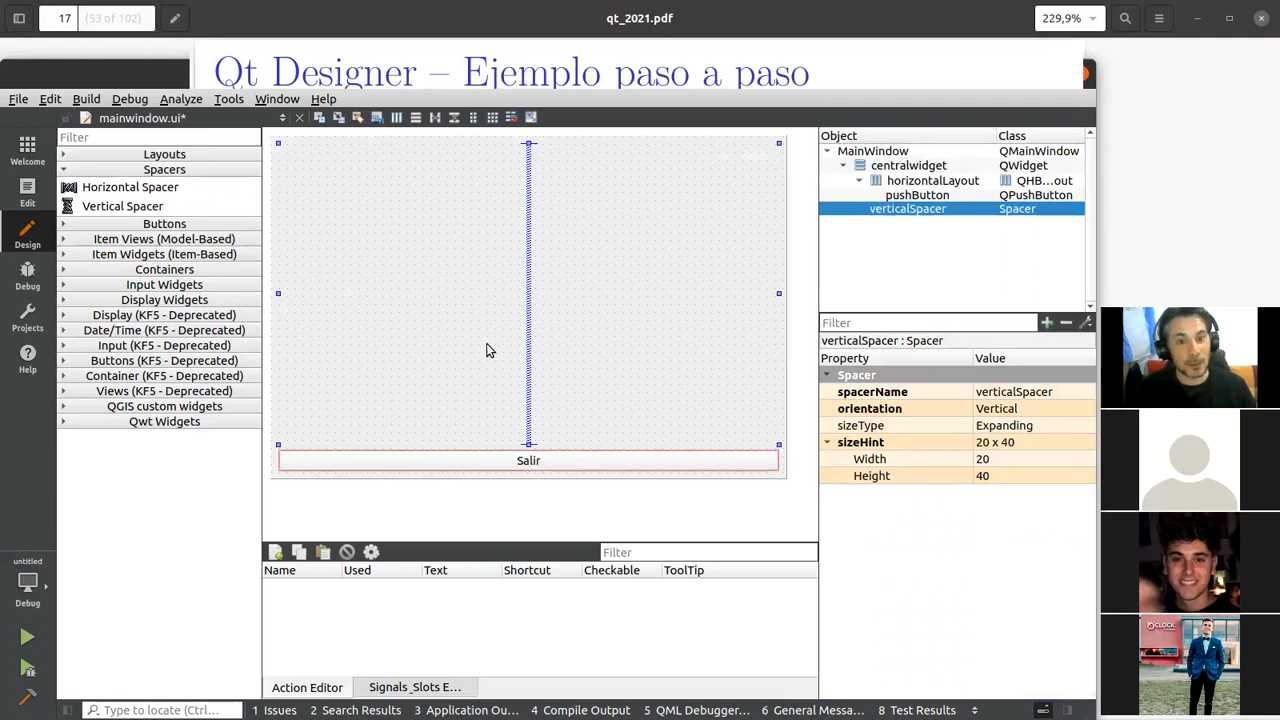 17 (53 of 102) qt_2021.pdf 229,9%
Qt Designer – Ejemplo paso a paso
File Edit Build Debug Analyze Tools Window Help
mainwindow.ui*
Filter
Layouts
Spacers
Horizontal Spacer
Vertical Spacer
Buttons
Item Views (Model-Based)
Item Widgets (Item-Based)
Containers
Input Widgets
Display Widgets
Display (KF5 - Deprecated)
Date/Time (KF5 - Deprecated)
Input (KF5 - Deprecated)
Buttons (KF5 - Deprecated)
Container (KF5 - Deprecated)
Views (KF5 - Deprecated)
QGIS custom widgets
Qwt Widgets
Welcome
Edit
Design
Debug
Projects
Help
untitled
Debug
Salir
Object Class
MainWindow QMainWindow
centralwidget QWidget
horizontalLayout QHB...out
pushButton QPushButton
verticalSpacer Spacer
Filter
verticalSpacer : Spacer
Property Value
Spacer
spacerName verticalSpacer
orientation Vertical
sizeType Expanding
sizeHint 20 x 40
Width 20
Height 40
Filter
Name Used Text Shortcut Checkable ToolTip
Action Editor Signals_Slots E...
Type to locate (Ctrl... 1 Issues 2 Search Results 3 Application Ou... 4 Compile Output 5 QML Debugger... 6 General Messa... 8 Test Results
CLOCK